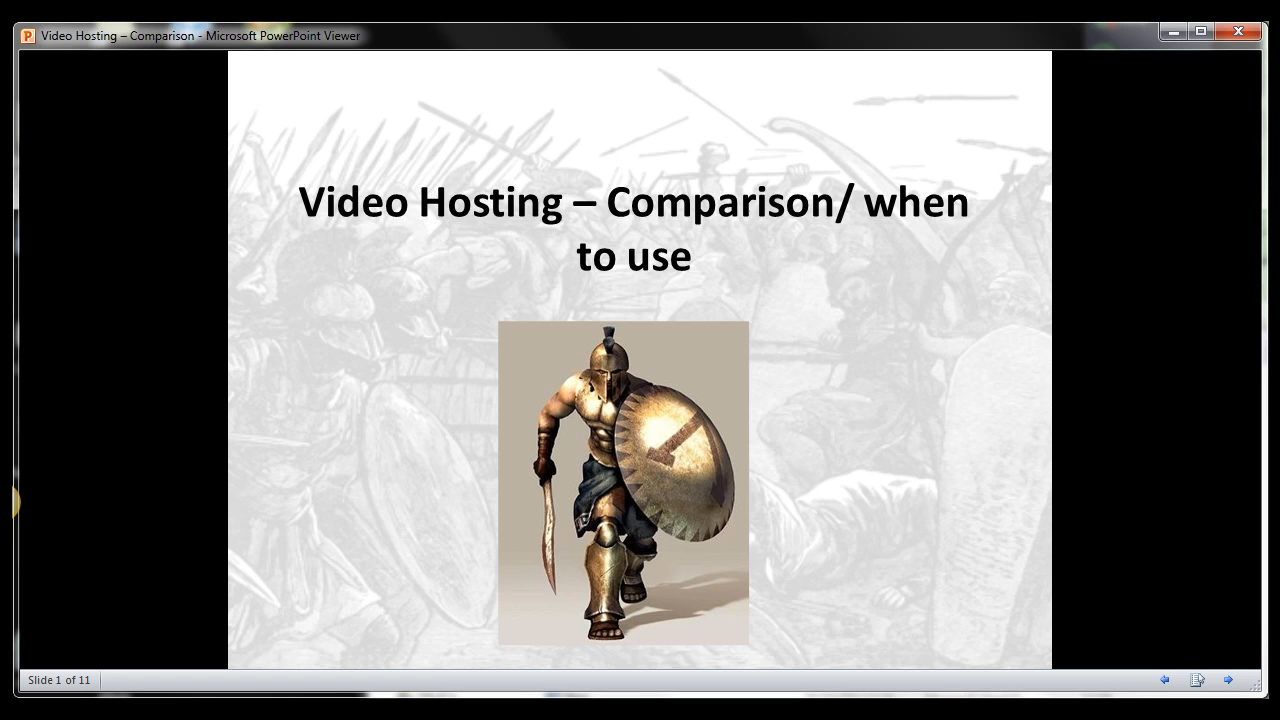 Video Hosting – Comparison - Microsoft PowerPoint Viewer
Video Hosting – Comparison/ when
to use
Slide 1 of 11